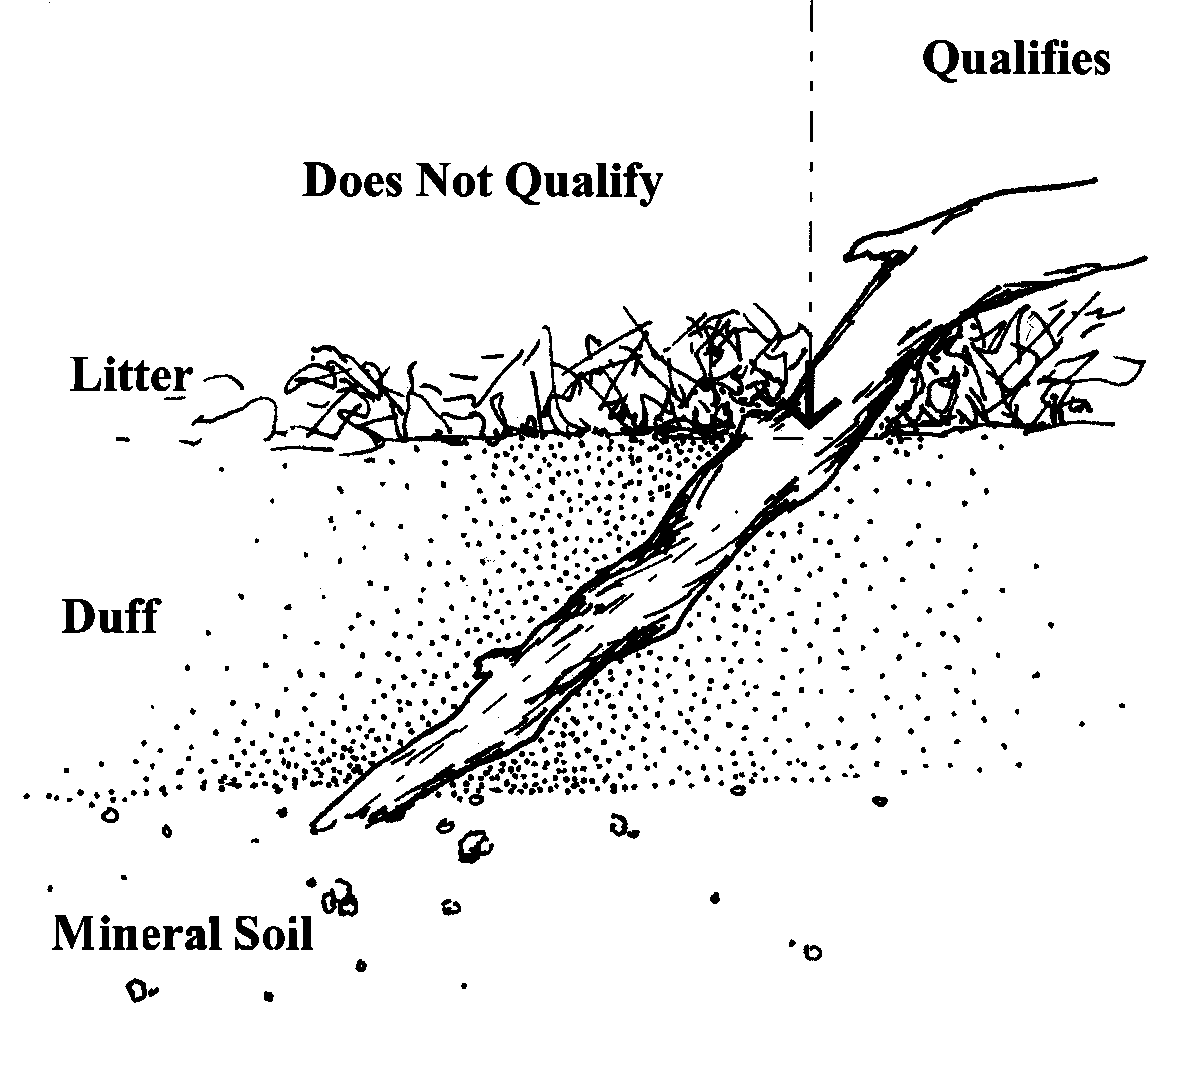 Qualifies
Does Not Qualify
Litter
Duff
Mineral Soil